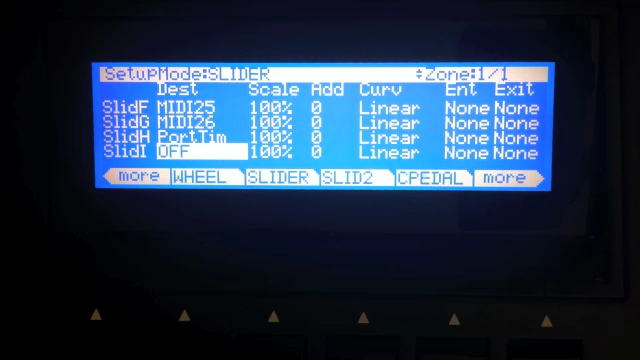 SetupMode:SLIDER ♦Zone:1/1
Dest Scale Add Curv Ent Exit
SlidF MIDI25 100% 0 Linear None None
SlidG MIDI26 100% 0 Linear None None
SlidH PortTim 100% 0 Linear None None
SlidI OFF 100% 0 Linear None None
more WHEEL SLIDER SLID2 CPEDAL more